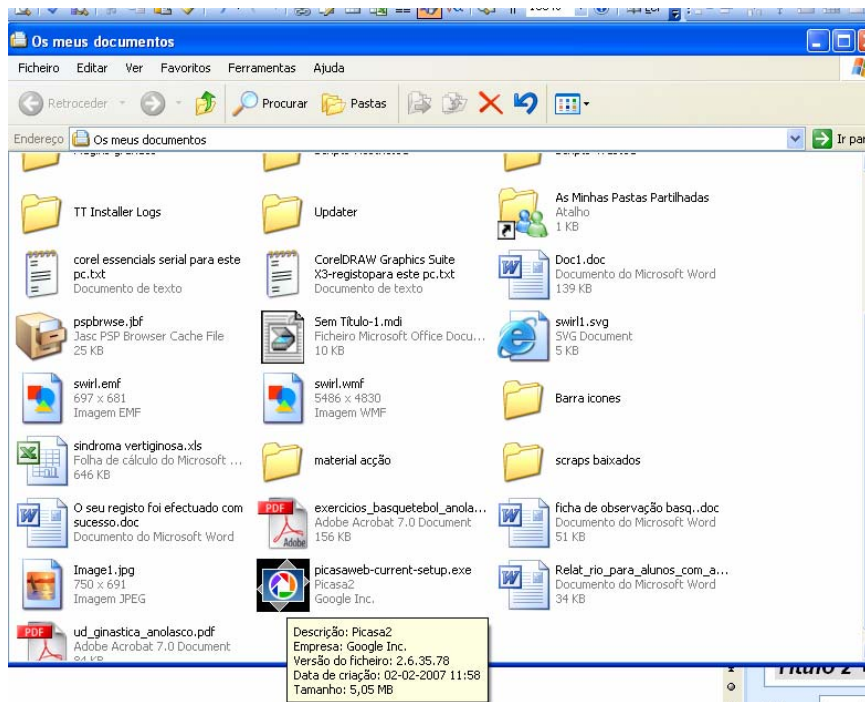 Os meus documentos
Ficheiro Editar Ver Favoritos Ferramentas Ajuda
Retroceder Procurar Pastas
Endereço Os meus documentos Ir par
TT Installer Logs
Updater
As Minhas Pastas Partilhadas
Atalho
1 KB
corel essencials serial para este
pc.txt
Documento de texto
CorelDRAW Graphics Suite
X3-registopara este pc.txt
Documento de texto
Doc1.doc
Documento do Microsoft Word
139 KB
pspbrwse.jbf
Jasc PSP Browser Cache File
25 KB
Sem Título-1.mdi
Ficheiro Microsoft Office Docu...
10 KB
swirl1.svg
SVG Document
5 KB
swirl.emf
697 x 681
Imagem EMF
swirl.wmf
5486 x 4830
Imagem WMF
Barra icones
sindroma vertiginosa.xls
Folha de cálculo do Microsoft ...
646 KB
material acção
scraps baixados
O seu registo foi efectuado com
sucesso.doc
Documento do Microsoft Word
PDF
Adobe
exercicios_basquetebol_anola...
Adobe Acrobat 7.0 Document
156 KB
ficha de observação basq..doc
Documento do Microsoft Word
51 KB
Image1.jpg
750 x 691
Imagem JPEG
picasaweb-current-setup.exe
Picasa2
Google Inc.
Relat_rio_para_alunos_com_a...
Documento do Microsoft Word
34 KB
PDF
ud_ginastica_anolasco.pdf
Adobe Acrobat 7.0 Document
84 KB
Descrição: Picasa2
Empresa: Google Inc.
Versão do ficheiro: 2.6.35.78
Data de criação: 02-02-2007 11:58
Tamanho: 5,05 MB
Título 2